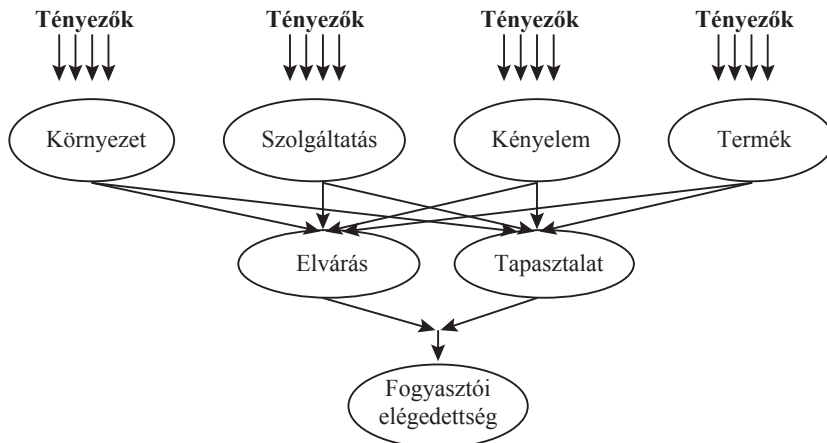 Tényezők Tényezők Tényezők Tényezők
Környezet Szolgáltatás Kényelem Termék
Elvárás Tapasztalat
Fogyasztói
elégedettség